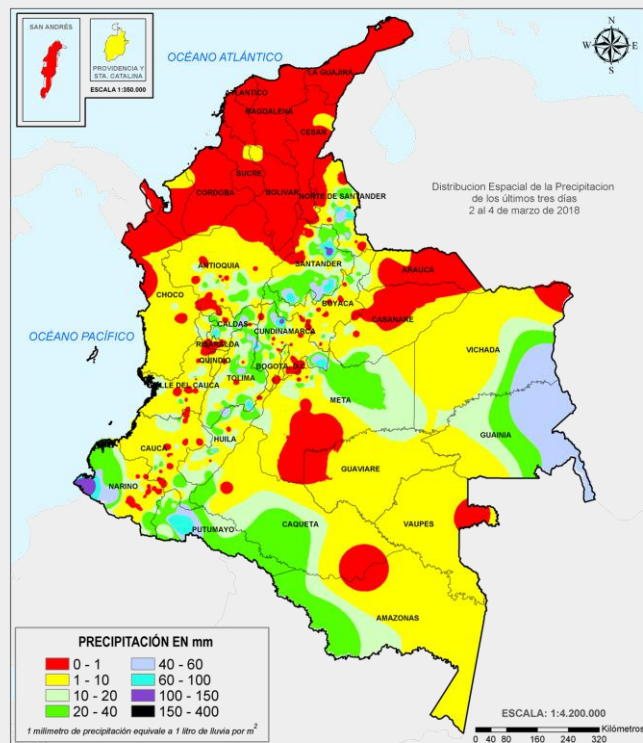 SAN ANDRÉS
PROVIDENCIA Y
STA. CATALINA
ESCALA 1:350.000
OCÉANO ATLÁNTICO
N
W E
S
LA GUAJIRA
ATLANTICO
MAGDALENA
CESAR
SUCRE
CORDOBA
BOLIVAR
NORTE DE SANTANDER
Distribucion Espacial de la Precipitacion
de los últimos tres días
2 al 4 de marzo de 2018
ANTIOQUIA
SANTANDER
ARAUCA
CHOCO
BOYACA
CASANARE
OCÉANO PACÍFICO
CALDAS
CUNDINAMARCA
RISARALDA
VICHADA
QUINDIO
BOGOTA, D.C.
TOLIMA
VALLE DEL CAUCA
META
GUAINIA
CAUCA
HUILA
GUAVIARE
NARIÑO
CAQUETA
VAUPES
PUTUMAYO
AMAZONAS
PRECIPITACIÓN EN mm
0 - 1
40 - 60
1 - 10
60 - 100
10 - 20
100 - 150
20 - 40
150 - 400
1 milimetro de precipitación equivale a 1 litro de lluvia por m²
ESCALA: 1:4.200.000
Kilómetros
0 40 80 160 240 320